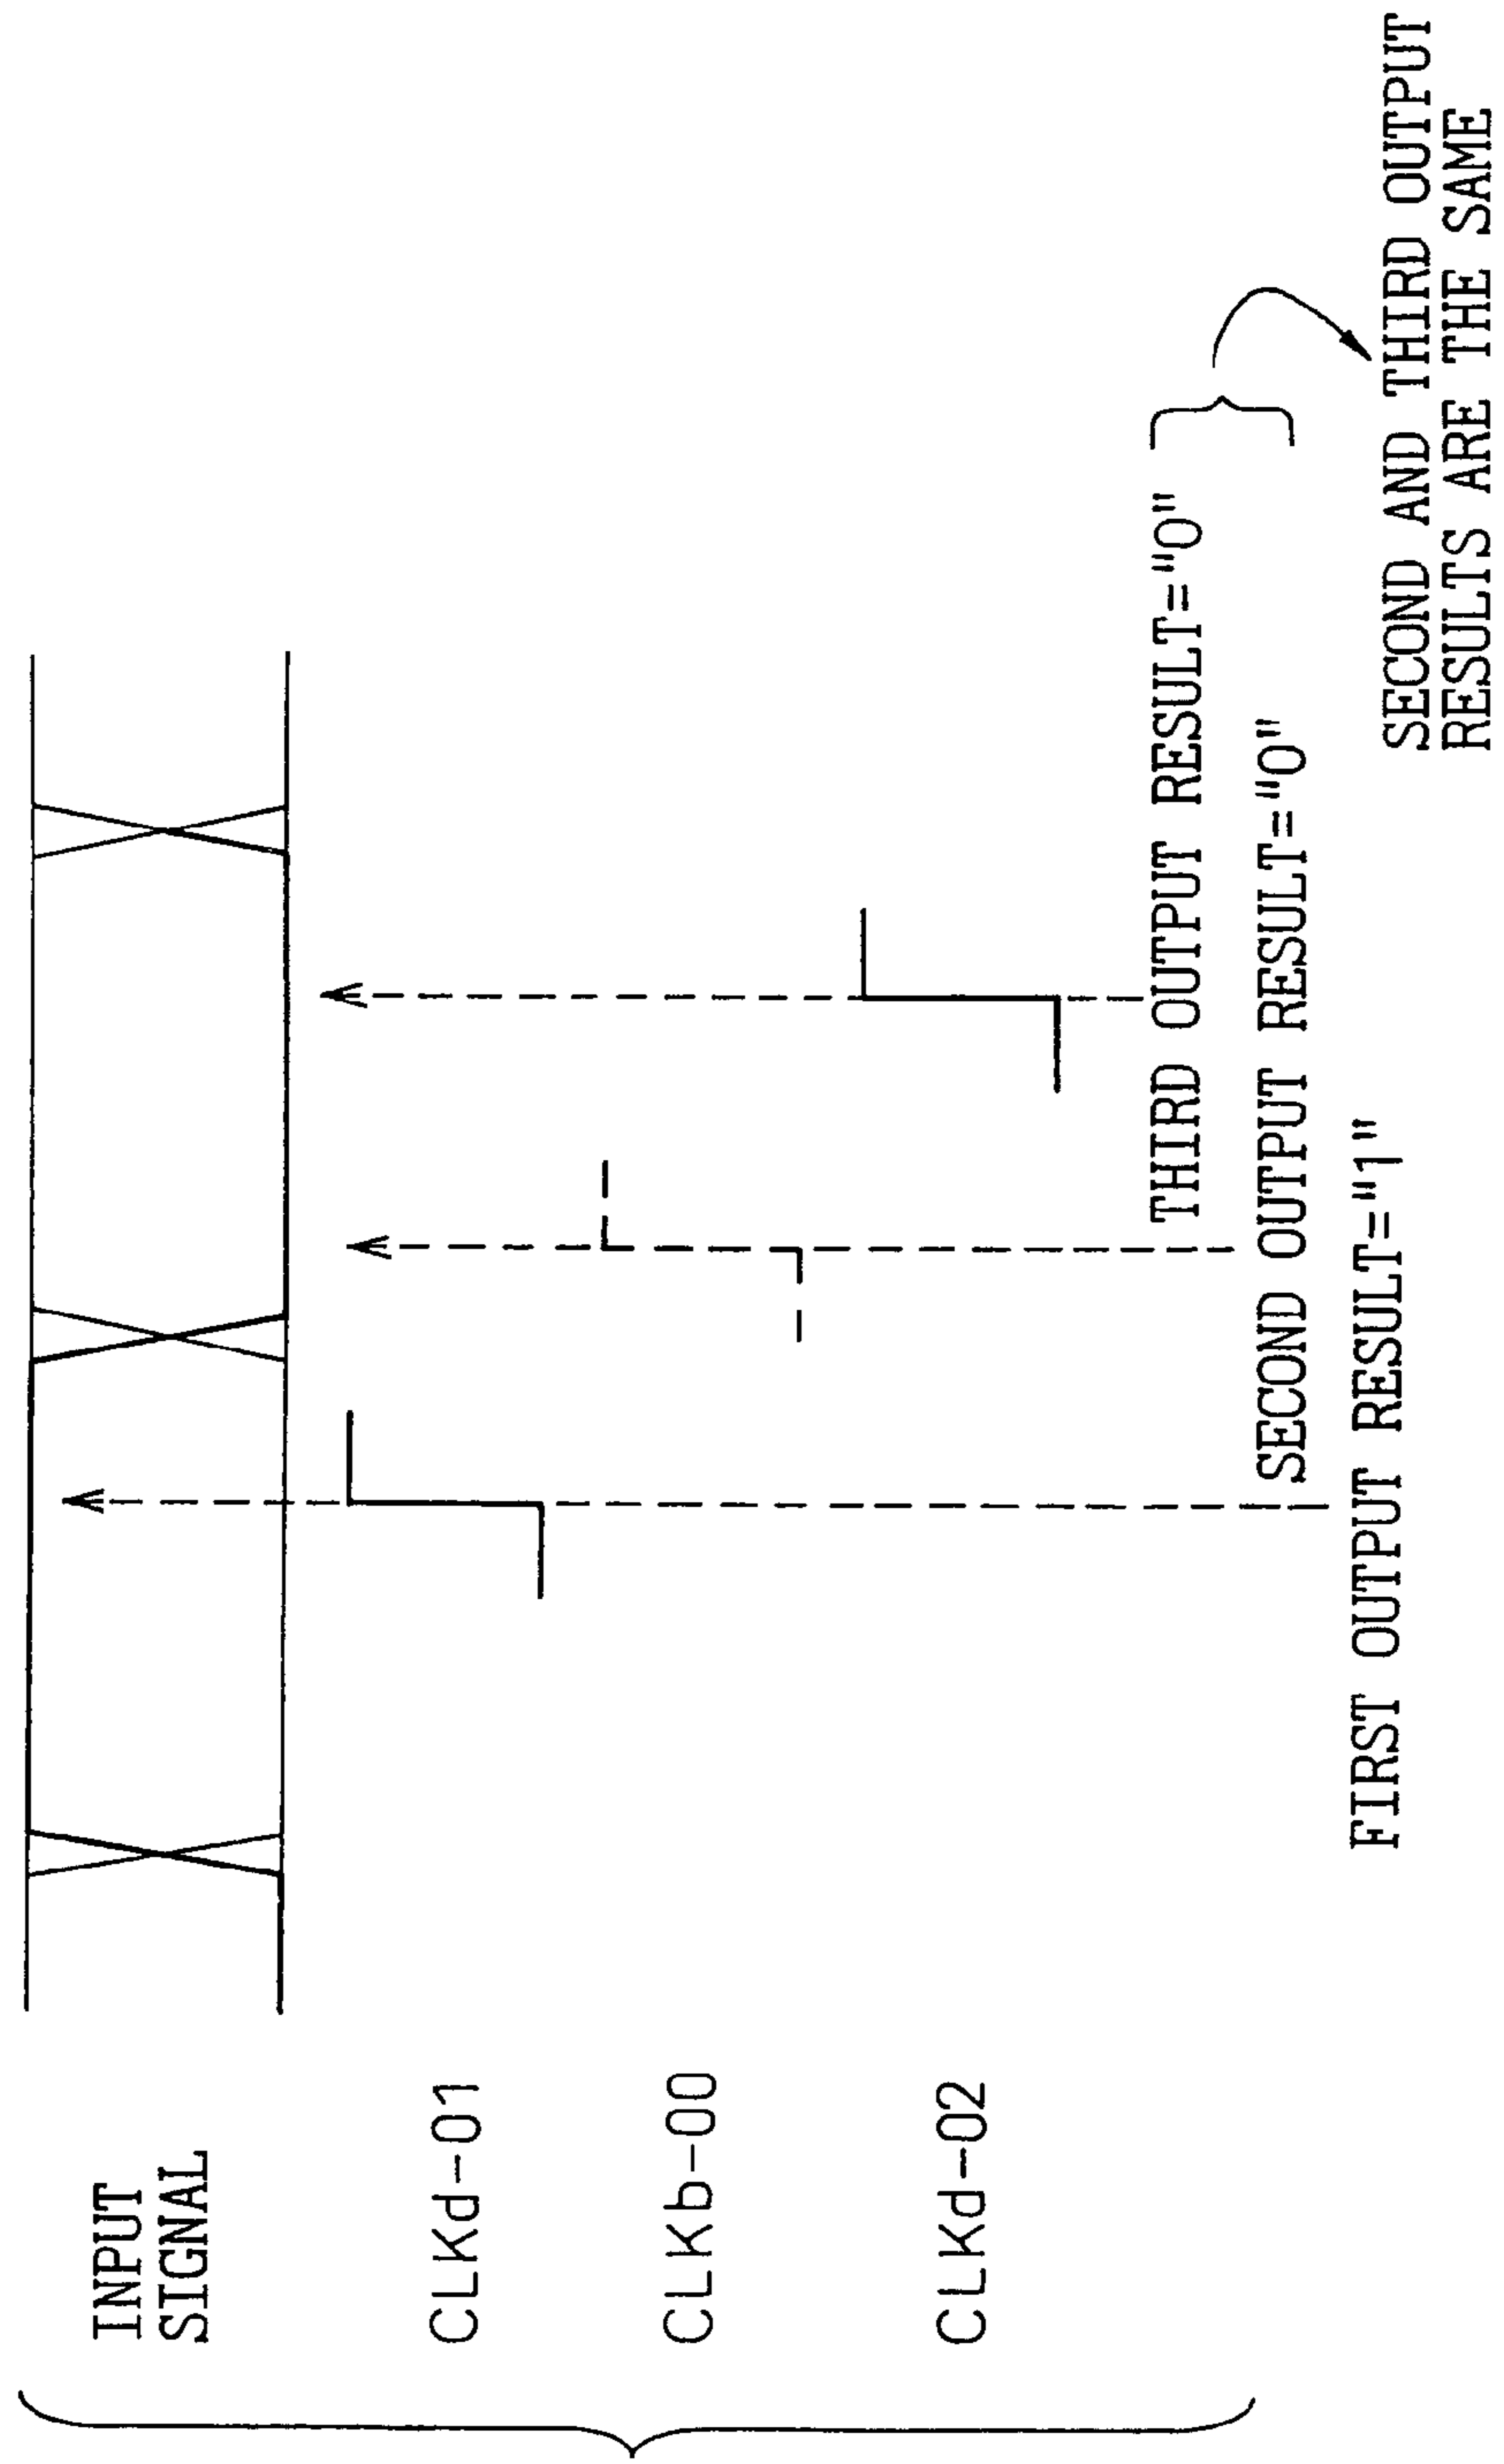 INPUT
SIGNAL
CLKd-01
CLKb-00
CLKd-02
THIRD OUTPUT RESULT="0"
SECOND OUTPUT RESULT="0"
FIRST OUTPUT RESULT="1"
SECOND AND THIRD OUTPUT
RESULTS ARE THE SAME